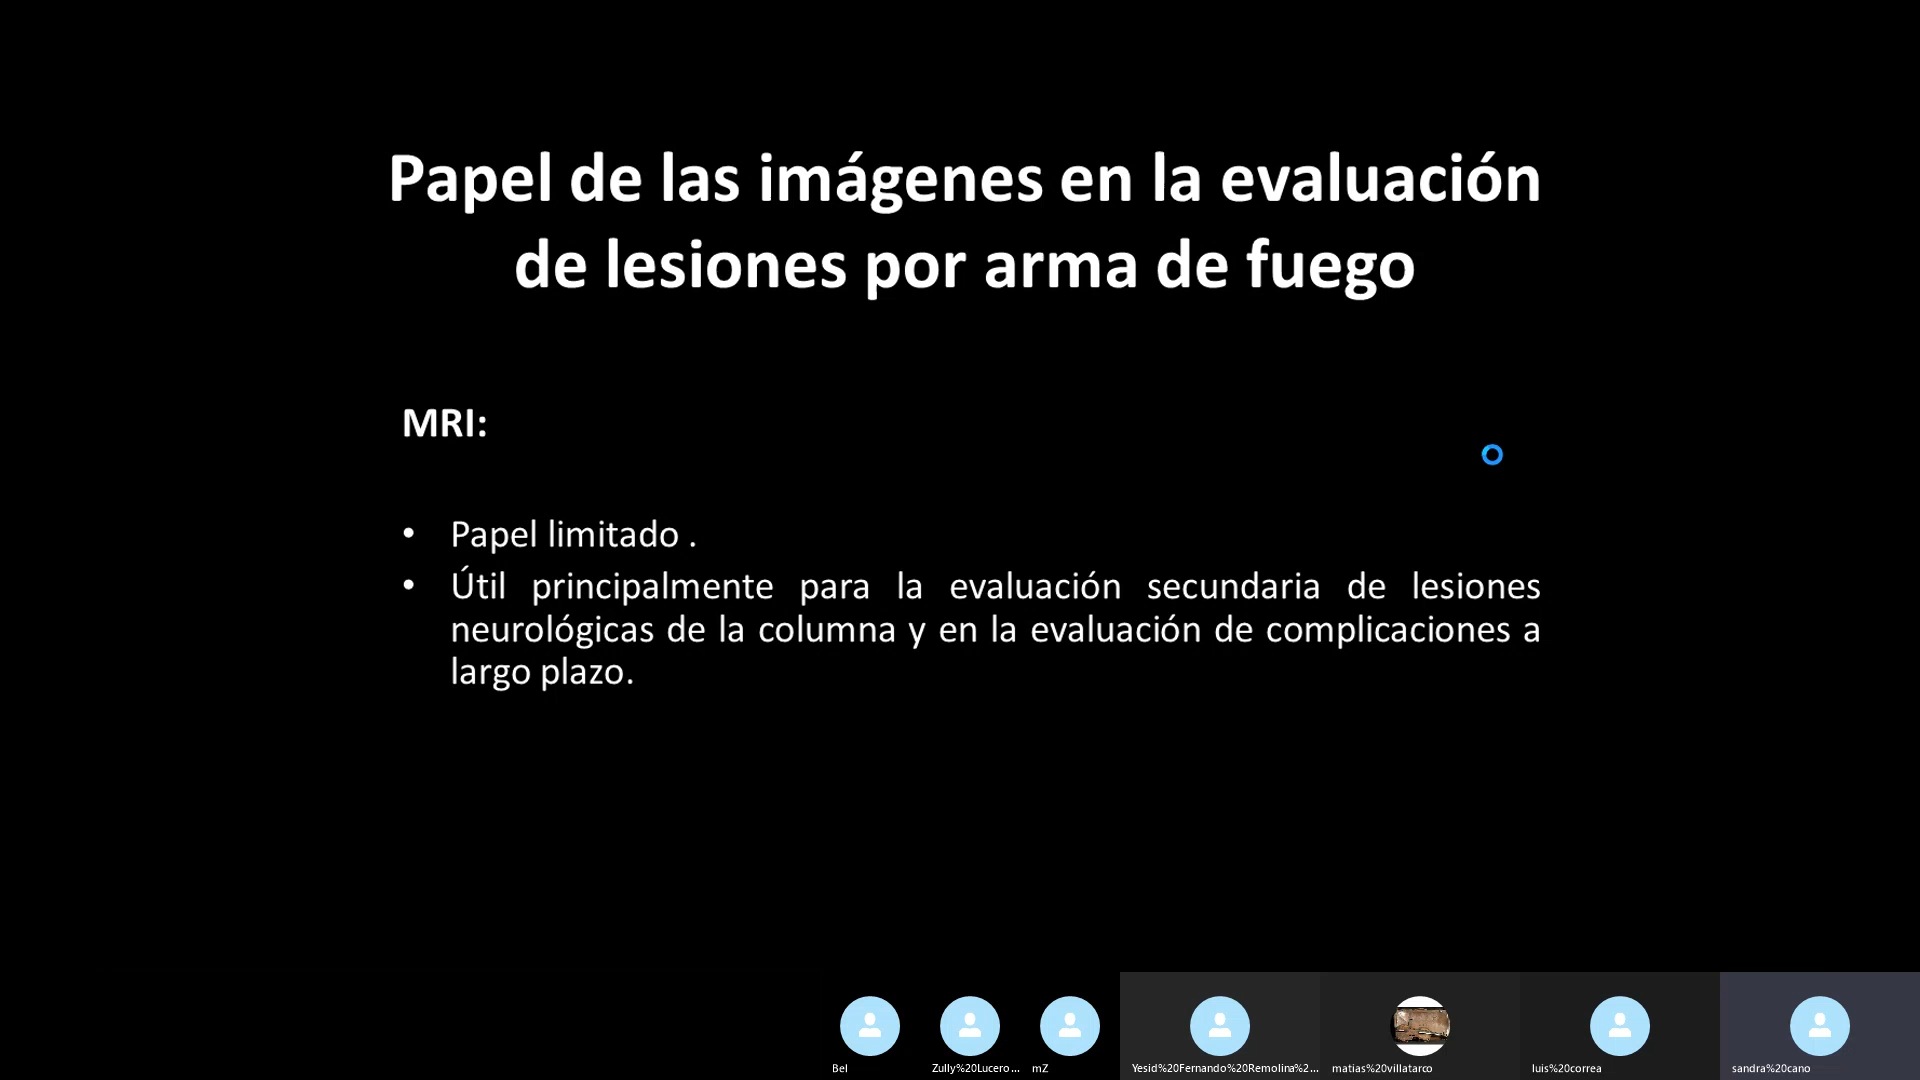 Papel de las imágenes en la evaluación
de lesiones por arma de fuego
MRI:
• Papel limitado .
• Útil principalmente para la evaluación secundaria de lesiones
neurológicas de la columna y en la evaluación de complicaciones a
largo plazo.
Bel
Zully%20Lucero...
mZ
Yesid%20Fernando%20Remolina%2...
matias%20villatarco
luis%20correa
sandra%20cano